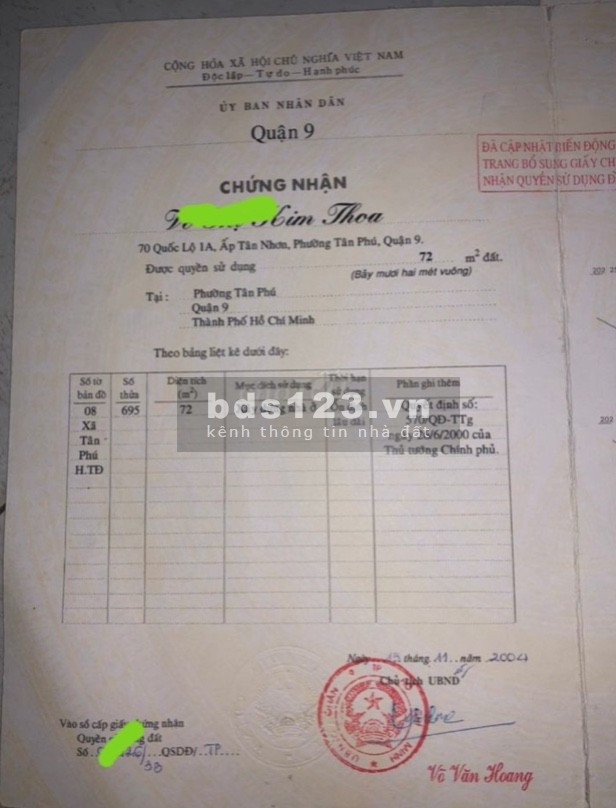 CỘNG HÒA XÃ HỘI CHỦ NGHĨA VIỆT NAM
Độc lập - Tự do - Hạnh phúc
ỦY BAN NHÂN DÂN
Quận 9
ĐÃ CẬP NHẬT BIẾN ĐỘNG
TRANG BỔ SUNG GIẤY CH
NHẬN QUYỀN SỬ DỤNG Đ
CHỨNG NHẬN
Kim Thoa
70 Quốc Lộ 1A, Ấp Tân Nhơn, Phường Tân Phú, Quận 9.
Được quyền sử dụng 72 m² đất.
(Bảy mươi hai mét vuông)
Tại : Phường Tân Phú
Quận 9
Thành Phố Hồ Chí Minh
Theo bảng liệt kê dưới đây:
Số tờ bản đồ
Số thửa
Diện tích (m²)
Mục đích sử dụng
Thời hạn sử dụng
Phần ghi thêm
08
Xã
Tân
Phú
H.TĐ
695
72
lâu dài
Quyết định số:
570/QĐ-TTg
ngày 26/6/2000 của
Thủ tướng Chính phủ.
bds123.vn
kênh thông tin nhà đất
Ngày tháng 11 năm 2004
Chủ tịch UBND
Vào sổ cấp giấy chứng nhận
Quyền đất
Số QSDĐ/ TP
Võ Văn Hoang